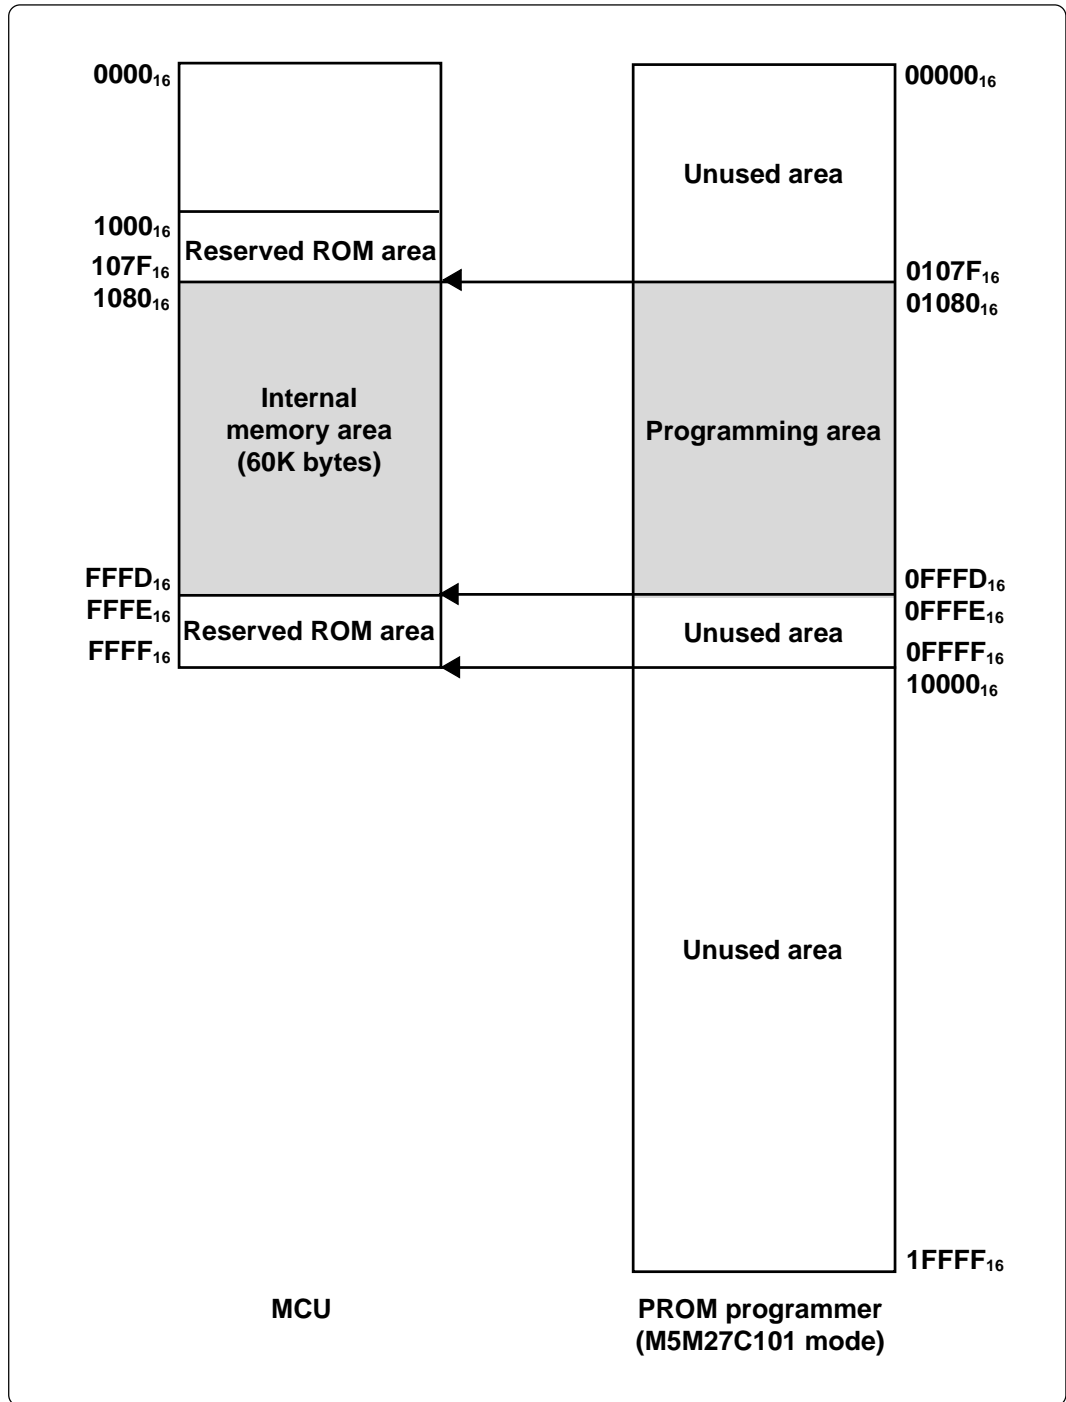 0000₁₆
1000₁₆
Reserved ROM area
107F₁₆
1080₁₆
Internal
memory area
(60K bytes)
FFFD₁₆
FFFE₁₆
Reserved ROM area
FFFF₁₆
MCU
00000₁₆
Unused area
0107F₁₆
01080₁₆
Programming area
0FFFD₁₆
0FFFE₁₆
Unused area
0FFFF₁₆
10000₁₆
Unused area
1FFFF₁₆
PROM programmer
(M5M27C101 mode)